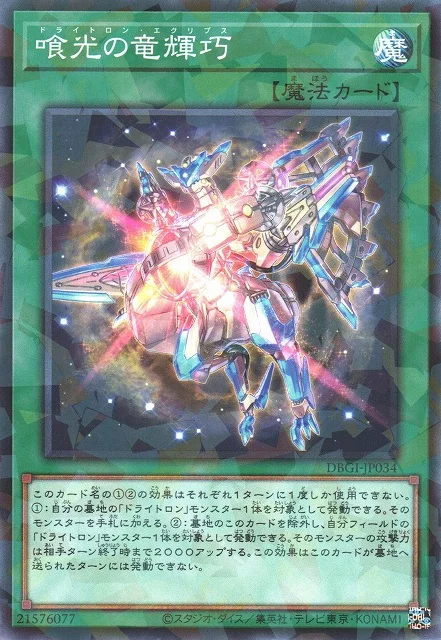 ドライトロン エクリプス
喰光の竜輝巧
魔
【魔法カード】
DBGI-JP034
このカード名の①②の効果はそれぞれ1ターンに1度しか使用できない。
①:自分の墓地の「ドライトロン」モンスター1体を対象として発動できる。その
モンスターを手札に加える。②:墓地のこのカードを除外し、自分フィールドの
「ドライトロン」モンスター1体を対象として発動できる。そのモンスターの攻撃力
は相手ターン終了時まで2000アップする。この効果はこのカードが墓地へ
送られたターンには発動できない。
21576077
©スタジオ・ダイス/集英社・テレビ東京・KONAMI